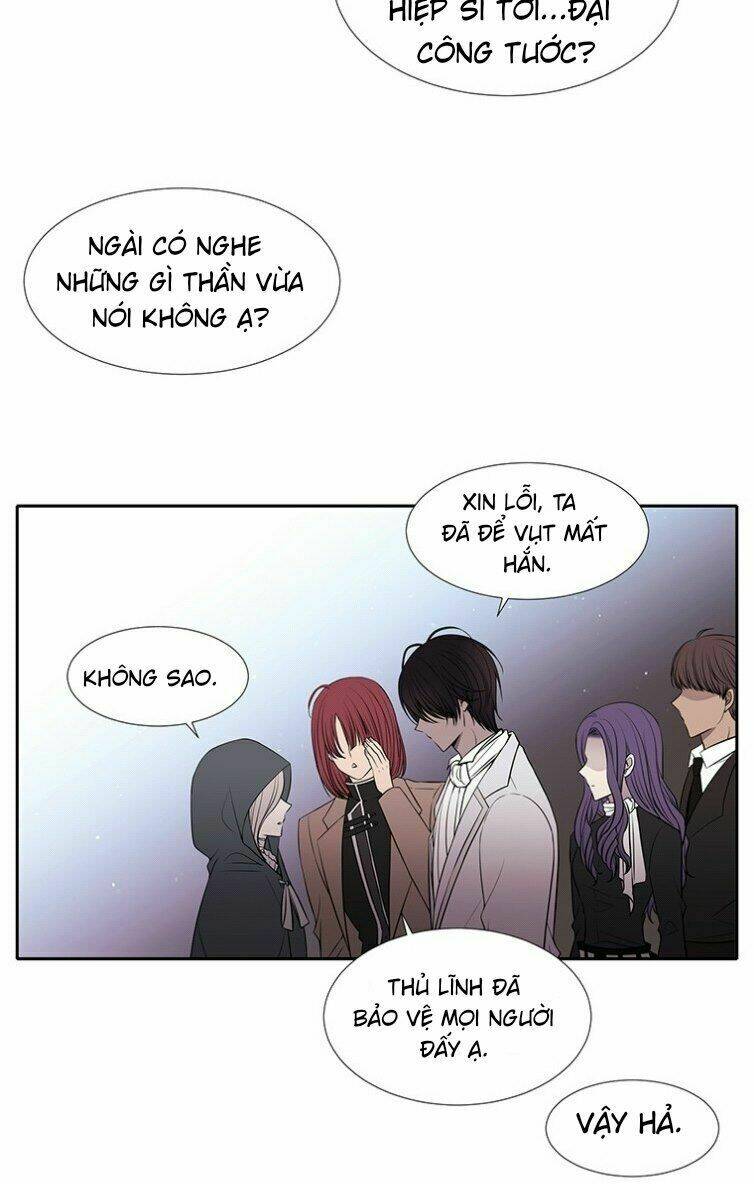 HIỆP SĨ TỚI...ĐẠI
CÔNG TƯỚC?
NGÀI CÓ NGHE
NHỮNG GÌ THẦN VỪA
NÓI KHÔNG Ạ?
XIN LỖI, TA
ĐÃ ĐỂ VỤT MẤT
HẮN.
KHÔNG SAO.
THỦ LĨNH ĐÃ
BẢO VỆ MỌI NGƯỜI
ĐẤY Ạ.
VẬY HẢ.